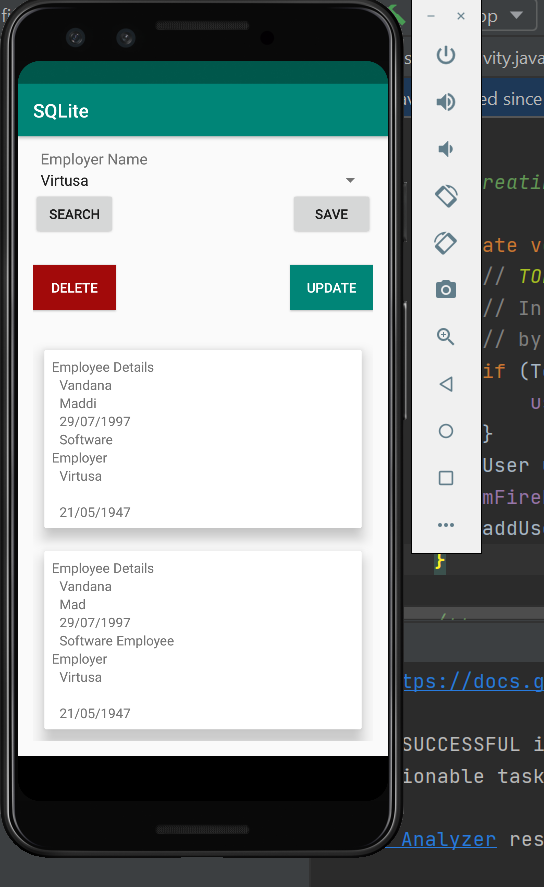 SQLite
Employer Name
Virtusa
SEARCH
SAVE
DELETE
UPDATE
Employee Details
Vandana
Maddi
29/07/1997
Software
Employer
Virtusa
21/05/1947
Employee Details
Vandana
Mad
29/07/1997
Software Employee
Employer
Virtusa
21/05/1947
op
vity.java
ed since
reati
ate v
// TO
// In
// by
if (T
u
}
User
mFire
addUs
}
tps://docs.g
SUCCESSFUL i
ionable task
Analyzer res